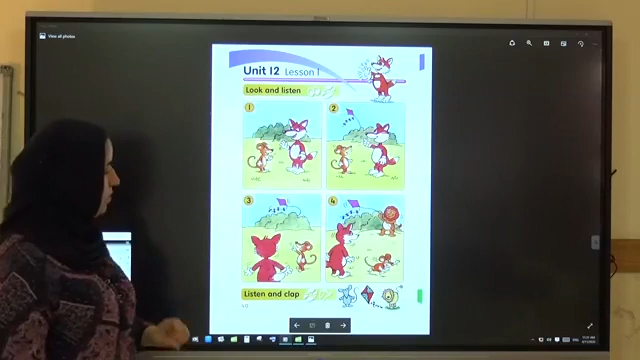 View all photos
Unit 12 Lesson 1
Look and listen
1
2
3
4
Listen and clap